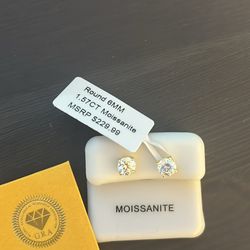 Round 6MM
1.57CT Moissanite
MSRP $229.99
MOISSANITE
GRA